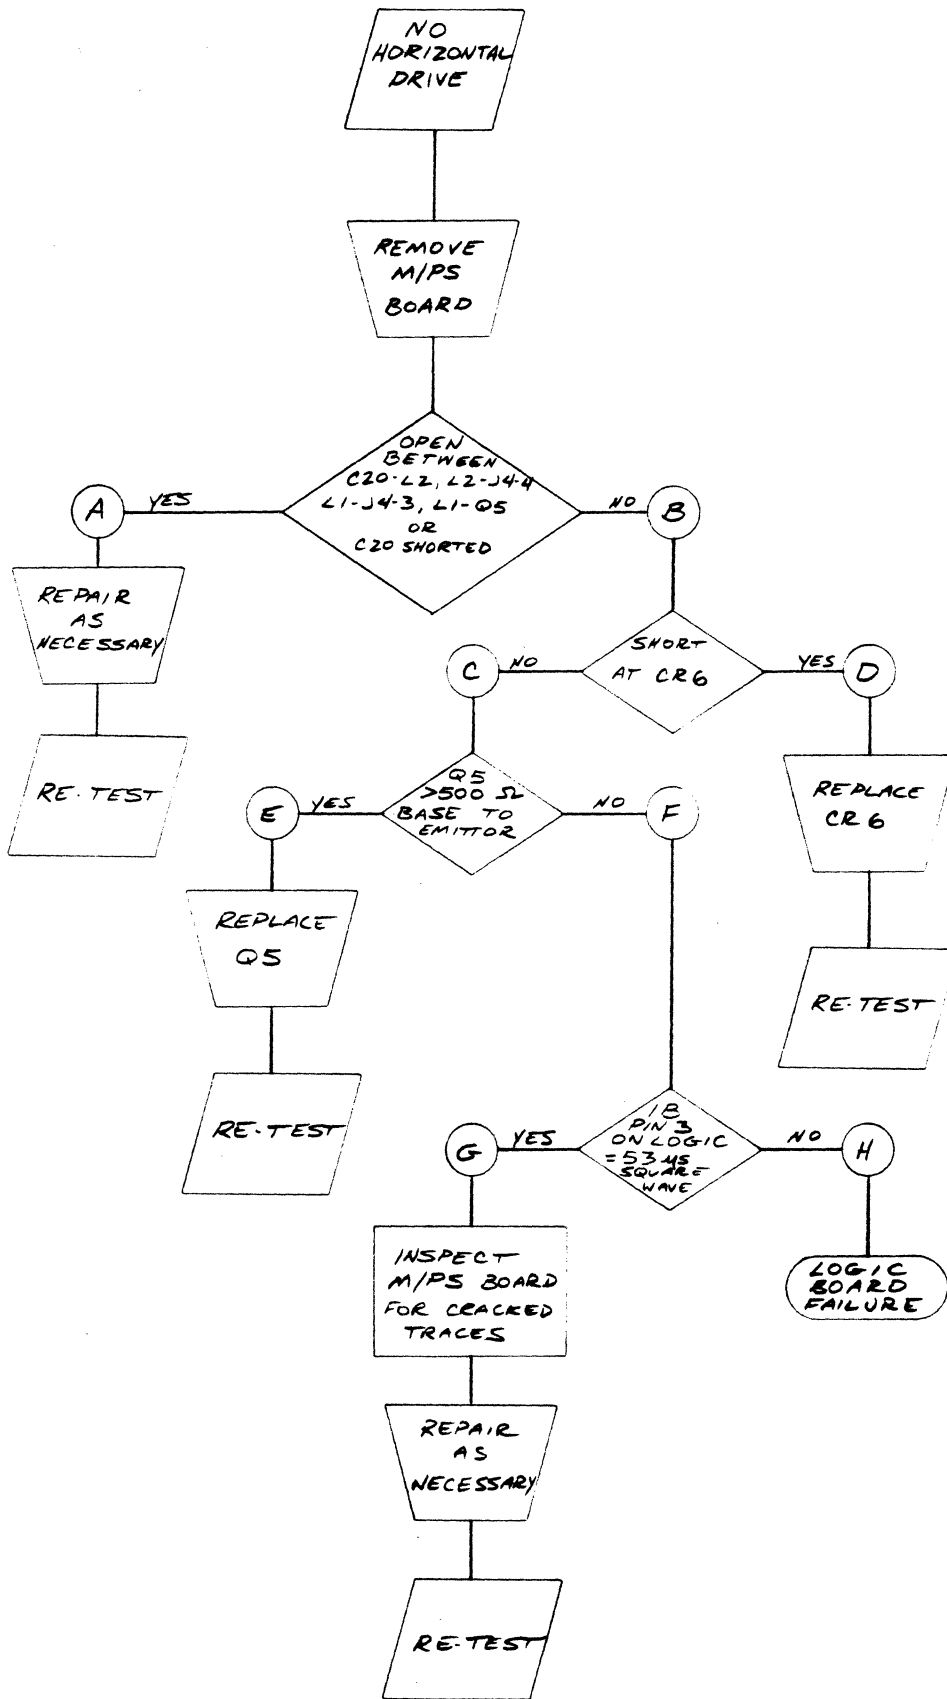 NO
HORIZONTAL
DRIVE
REMOVE
M/PS
BOARD
OPEN
BETWEEN
C20-L2, L2-J4-4
L1-J4-3, L1-Q5
OR
C20 SHORTED
YES
NO
A
B
REPAIR
AS
NECESSARY
RE-TEST
SHORT
AT CR6
NO
YES
C
D
REPLACE
CR6
RE-TEST
Q5
>500 Ω
BASE TO
EMITTOR
YES
NO
E
F
REPLACE
Q5
RE-TEST
1B
PIN 3
ON LOGIC
= 53 µs
SQUARE
WAVE
YES
NO
G
H
INSPECT
M/PS BOARD
FOR CRACKED
TRACES
LOGIC
BOARD
FAILURE
REPAIR
AS
NECESSARY
RE-TEST